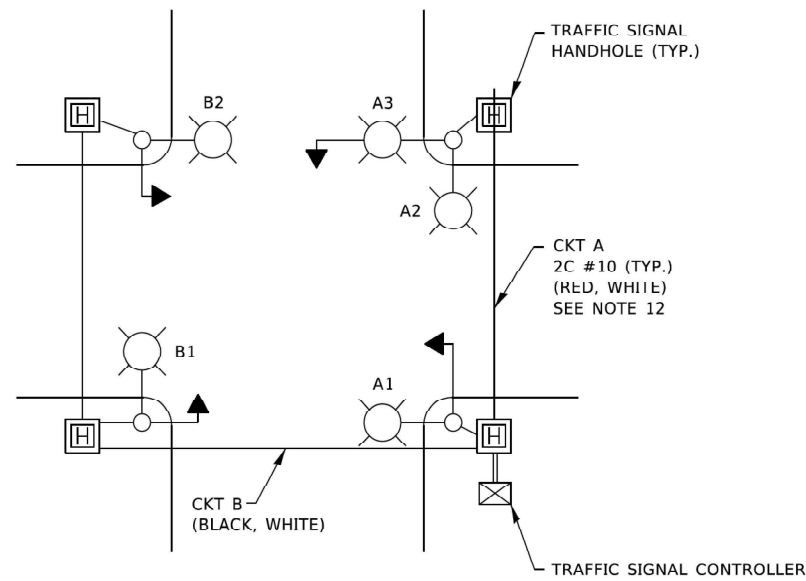 TRAFFIC SIGNAL
HANDHOLE (TYP.)
H
B2
A3
H
A2
CKT A
2C #10 (TYP.)
(RED, WHITE)
SEE NOTE 12
B1
A1
H
H
CKT B
(BLACK, WHITE)
TRAFFIC SIGNAL CONTROLLER